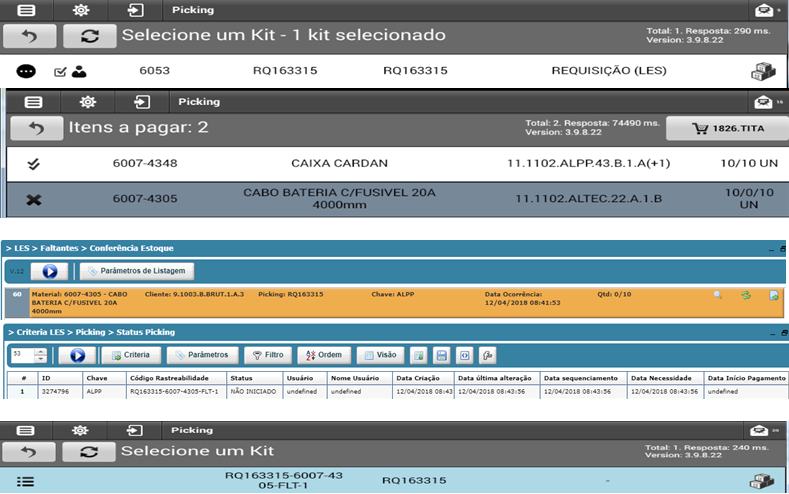 Picking
Selecione um Kit - 1 kit selecionado
Total: 1. Resposta: 290 ms.
Version: 3.9.8.22
6053 RQ163315 RQ163315 REQUISIÇÃO (LES)
Picking
Itens a pagar: 2
Total: 2. Resposta: 74490 ms.
Version: 3.9.8.22
1826.TITA
6007-4348 CAIXA CARDAN 11.1102.ALPP.43.B.1.A(+1) 10/10 UN
6007-4305 CABO BATERIA C/FUSIVEL 20A
4000mm 11.1102.ALTEC.22.A.1.B 10/0/10
UN
> LES > Faltantes > Conferência Estoque
V.12 Parâmetros de Listagem
60 Material: 6007-4305 - CABO
BATERIA C/FUSIVEL 20A
4000mm
Cliente: 9.1003.B.BRUT.1.A.3 Picking: RQ163315 Chave: ALPP Data Ocorrência:
12/04/2018 08:41:53
Qtd: 0/10
> Criteria LES > Picking > Status Picking
53 Criteria Parâmetros Filtro Ordem Visão
# ID Chave Código Rastreabilidade Status Usuário Nome Usuário Data Criação Data última alteração Data sequenciamento Data Necessidade Data Início Pagamento
1 3274796 ALPP RQ163315-6007-4305-FLT-1 NÃO INICIADO undefined undefined 12/04/2018 08:43 12/04/2018 08:43:56 12/04/2018 08:43:56 12/04/2018 08:43:56 undefined
Picking
Selecione um Kit
Total: 1. Resposta: 240 ms.
Version: 3.9.8.22
RQ163315-6007-43
05-FLT-1 RQ163315 -